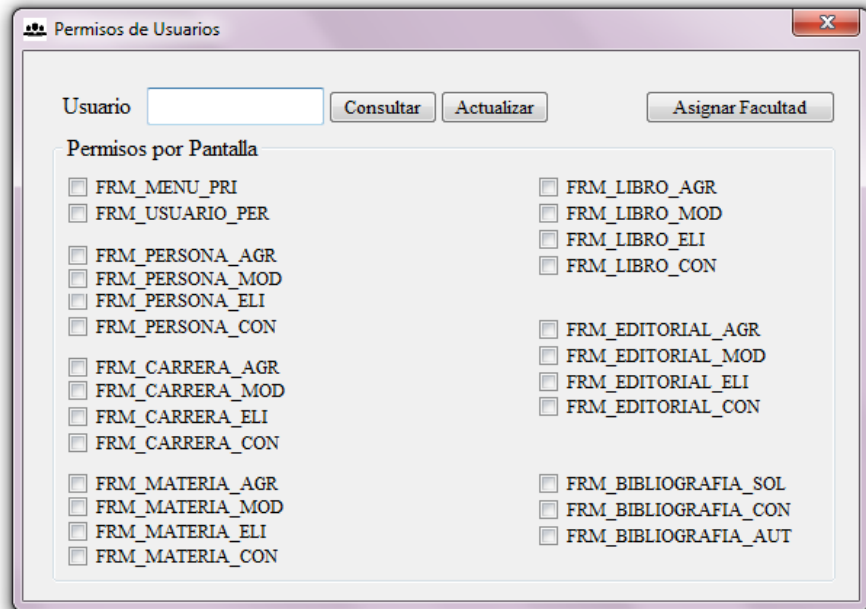 Permisos de Usuarios
Usuario Consultar Actualizar Asignar Facultad
Permisos por Pantalla
FRM_MENU_PRI
FRM_USUARIO_PER
FRM_PERSONA_AGR
FRM_PERSONA_MOD
FRM_PERSONA_ELI
FRM_PERSONA_CON
FRM_CARRERA_AGR
FRM_CARRERA_MOD
FRM_CARRERA_ELI
FRM_CARRERA_CON
FRM_MATERIA_AGR
FRM_MATERIA_MOD
FRM_MATERIA_ELI
FRM_MATERIA_CON
FRM_LIBRO_AGR
FRM_LIBRO_MOD
FRM_LIBRO_ELI
FRM_LIBRO_CON
FRM_EDITORIAL_AGR
FRM_EDITORIAL_MOD
FRM_EDITORIAL_ELI
FRM_EDITORIAL_CON
FRM_BIBLIOGRAFIA_SOL
FRM_BIBLIOGRAFIA_CON
FRM_BIBLIOGRAFIA_AUT